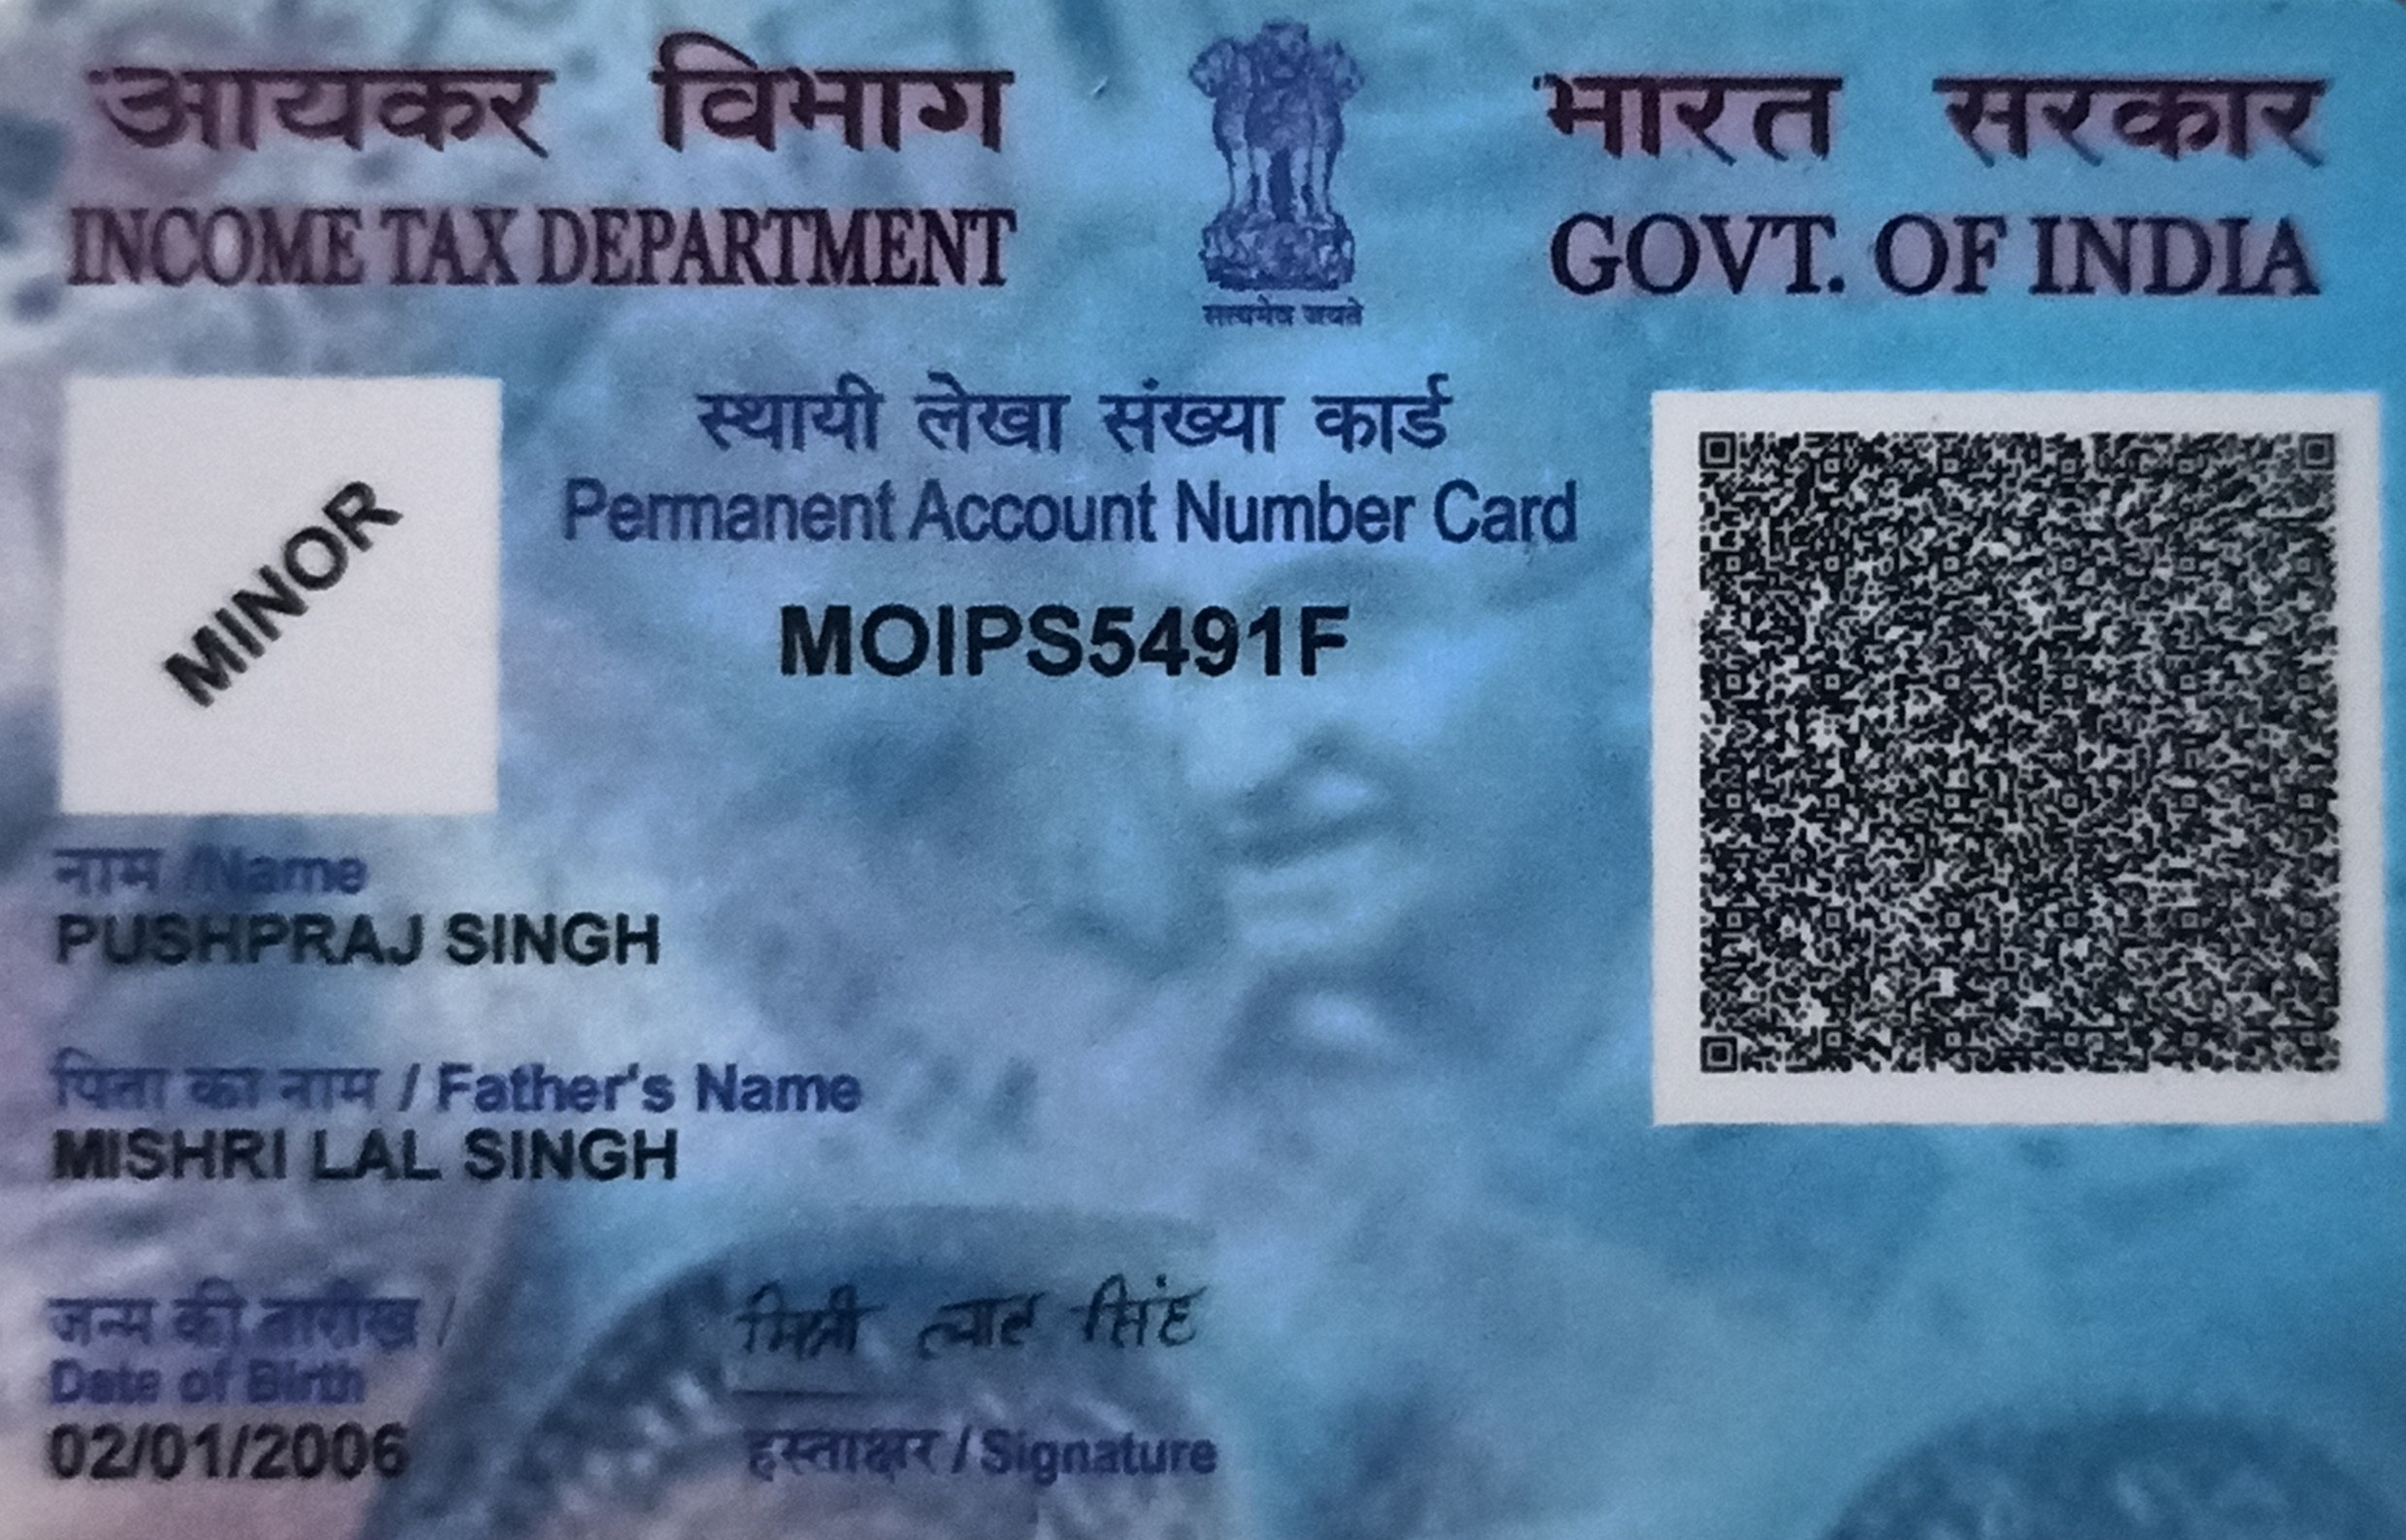 आयकर विभाग
INCOME TAX DEPARTMENT
सत्यमेव जयते
भारत सरकार
GOVT. OF INDIA
MINOR
स्थायी लेखा संख्या कार्ड
Permanent Account Number Card
MOIPS5491F
नाम /Name
PUSHPRAJ SINGH
पिता का नाम / Father's Name
MISHRI LAL SINGH
जन्म की तारीख /
Date of Birth
02/01/2006
मिश्री लाल सिंह
हस्ताक्षर / Signature